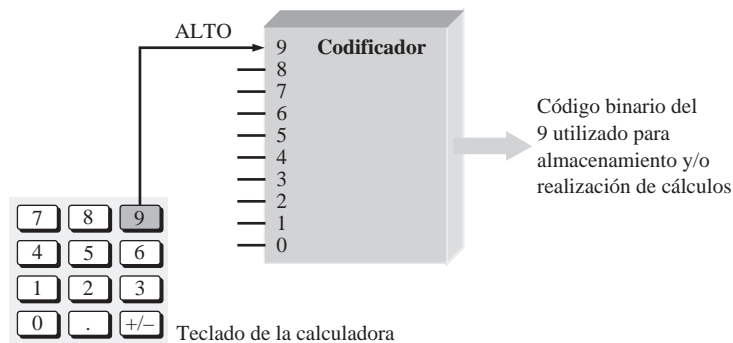 ALTO
9 Codificador
8
7
6
5
4
3
2
1
0
Código binario del
9 utilizado para
almacenamiento y/o
realización de cálculos
7 8 9
4 5 6
1 2 3
0 . +/–
Teclado de la calculadora